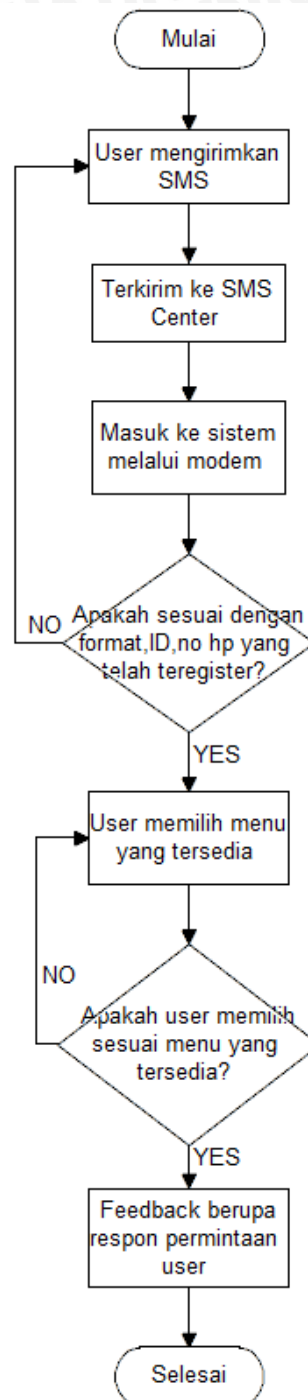 Mulai
User mengirimkan
SMS
Terkirim ke SMS
Center
Masuk ke sistem
melalui modem
NO
Apakah sesuai dengan
format,ID,no hp yang
telah teregister?
YES
User memilih menu
yang tersedia
NO
Apakah user memilih
sesuai menu yang
tersedia?
YES
Feedback berupa
respon permintaan
user
Selesai